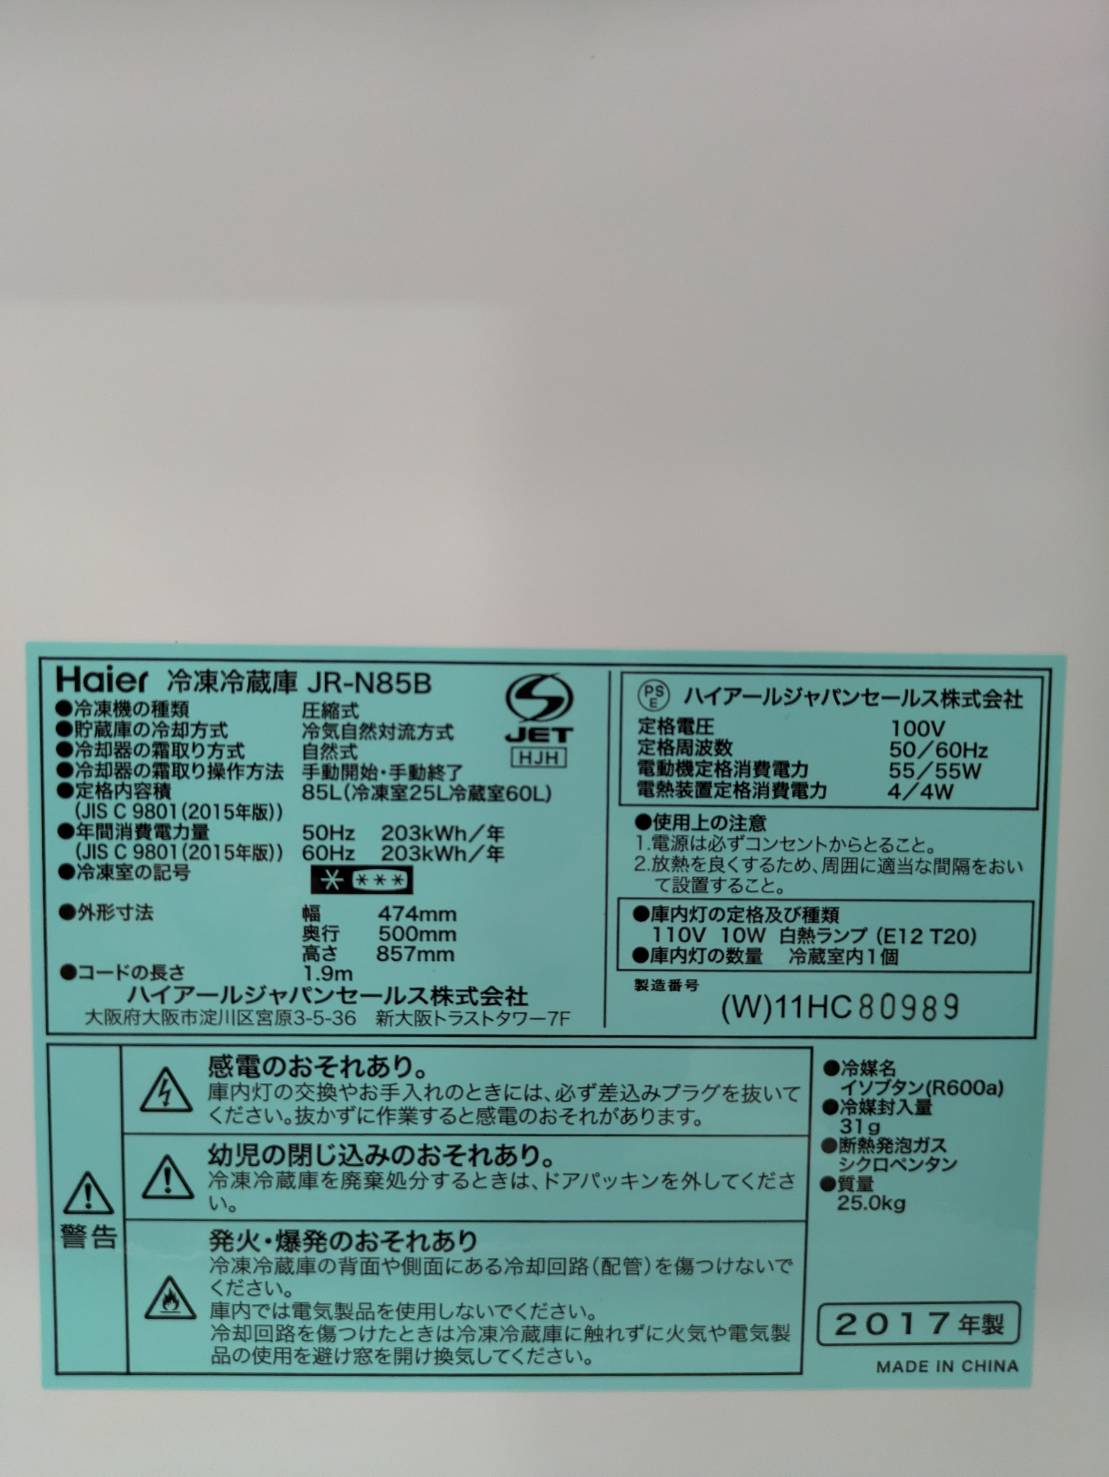 Haier 冷凍冷蔵庫 JR-N85B
●冷凍機の種類 圧縮式
●貯蔵庫の冷却方式 冷気自然対流方式
●冷却器の霜取り方式 自然式
●冷却器の霜取り操作方法 手動開始・手動終了
●定格内容積 85L(冷凍室25L冷蔵室60L)
(JIS C 9801(2015年版))
●年間消費電力量 50Hz 203kWh/年
(JIS C 9801(2015年版)) 60Hz 203kWh/年
●冷凍室の記号
●外形寸法 幅 474mm
奥行 500mm
高さ 857mm
●コードの長さ 1.9m
ハイアールジャパンセールス株式会社
大阪府大阪市淀川区宮原3-5-36 新大阪トラストタワー7F
JET
HJH
PS
E
ハイアールジャパンセールス株式会社
定格電圧 100V
定格周波数 50/60Hz
電動機定格消費電力 55/55W
電熱装置定格消費電力 4/4W
●使用上の注意
1.電源は必ずコンセントからとること。
2.放熱を良くするため、周囲に適当な間隔をおい
て設置すること。
●庫内灯の定格及び種類
110V 10W 白熱ランプ (E12 T20)
●庫内灯の数量 冷蔵室内1個
製造番号
(W)11HC80989
警告
感電のおそれあり。
庫内灯の交換やお手入れのときには、必ず差込みプラグを抜いて
ください。抜かずに作業すると感電のおそれがあります。
幼児の閉じ込みのおそれあり。
冷凍冷蔵庫を廃棄処分するときは、ドアパッキンを外してくださ
い。
発火・爆発のおそれあり
冷凍冷蔵庫の背面や側面にある冷却回路(配管)を傷つけないで
ください。
庫内では電気製品を使用しないでください。
冷却回路を傷つけたときは冷凍冷蔵庫に触れずに火気や電気製
品の使用を避け窓を開け換気してください。
●冷媒名
イソブタン(R600a)
●冷媒封入量
31g
●断熱発泡ガス
シクロペンタン
●質量
25.0kg
2017年製
MADE IN CHINA